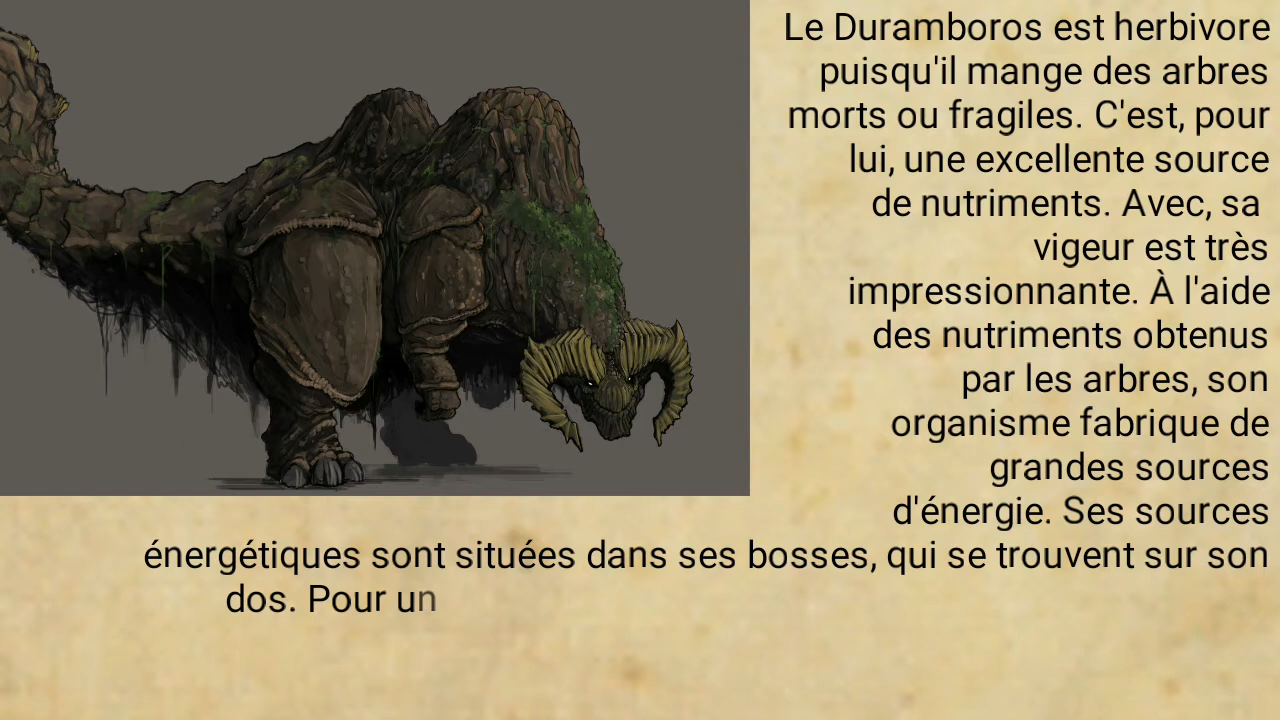 Le Duramboros est herbivore
puisqu'il mange des arbres
morts ou fragiles. C'est, pour
lui, une excellente source
de nutriments. Avec, sa
vigeur est très
impressionnante. À l'aide
des nutriments obtenus
par les arbres, son
organisme fabrique de
grandes sources
d'énergie. Ses sources
énergétiques sont situées dans ses bosses, qui se trouvent sur son
dos. Pour un